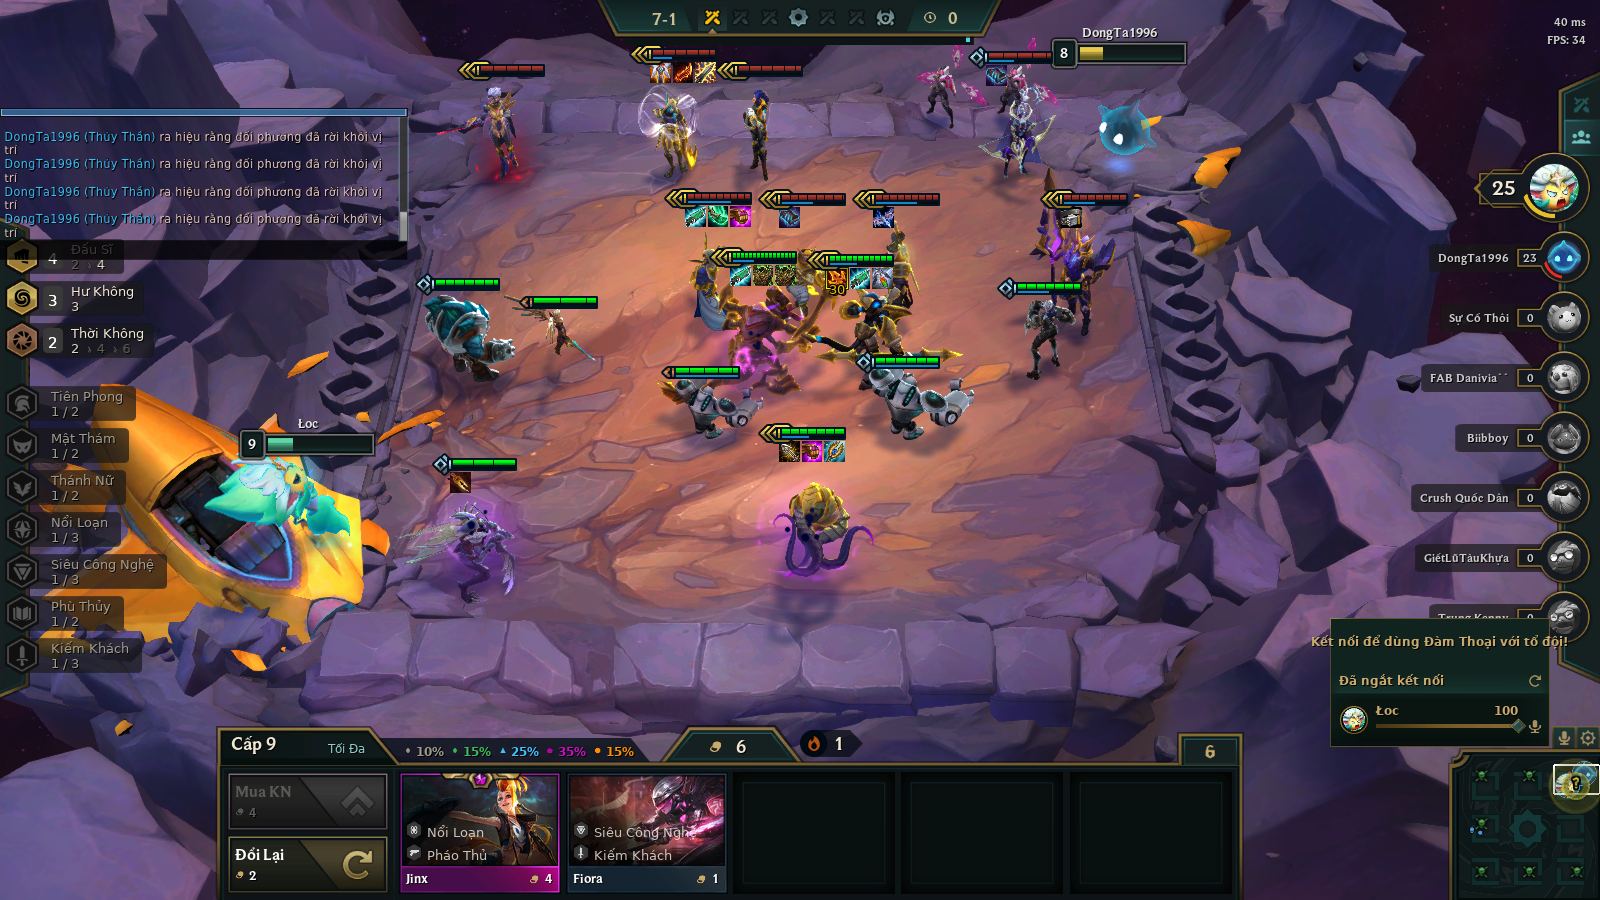 7-1
0
40 ms
FPS: 34
DongTa1996
8
DongTa1996 (Thủy Thần) ra hiệu rằng đối phương đã rời khỏi vị
trí
DongTa1996 (Thủy Thần) ra hiệu rằng đối phương đã rời khỏi vị
trí
DongTa1996 (Thủy Thần) ra hiệu rằng đối phương đã rời khỏi vị
trí
DongTa1996 (Thủy Thần) ra hiệu rằng đối phương đã rời khỏi vị
trí
4 Đấu Sĩ
2 › 4
3 Hư Không
3
2 Thời Không
2 › 4 › 6
Tiên Phong
1 / 2
Mật Thám
1 / 2
Thánh Nữ
1 / 2
Nổi Loạn
1 / 3
Siêu Công Nghệ
1 / 3
Phù Thủy
1 / 2
Kiếm Khách
1 / 3
30
Łoc
9
25
DongTa1996 23
Sự Cố Thôi 0
FAB Danivia 0
Biibboy 0
Crush Quốc Dân 0
GiếtLũTàuKhựa 0
Trung Kenny 0
Kết nối để dùng Đàm Thoại với tổ đội!
Đã ngắt kết nối
Łoc 100
Cấp 9 Tối Đa
10% 15% 25% 35% 15%
6
1
6
Mua KN
4
Đổi Lại
2
Nổi Loạn
Pháo Thủ
Jinx 4
Siêu Công Nghệ
Kiếm Khách
Fiora 1